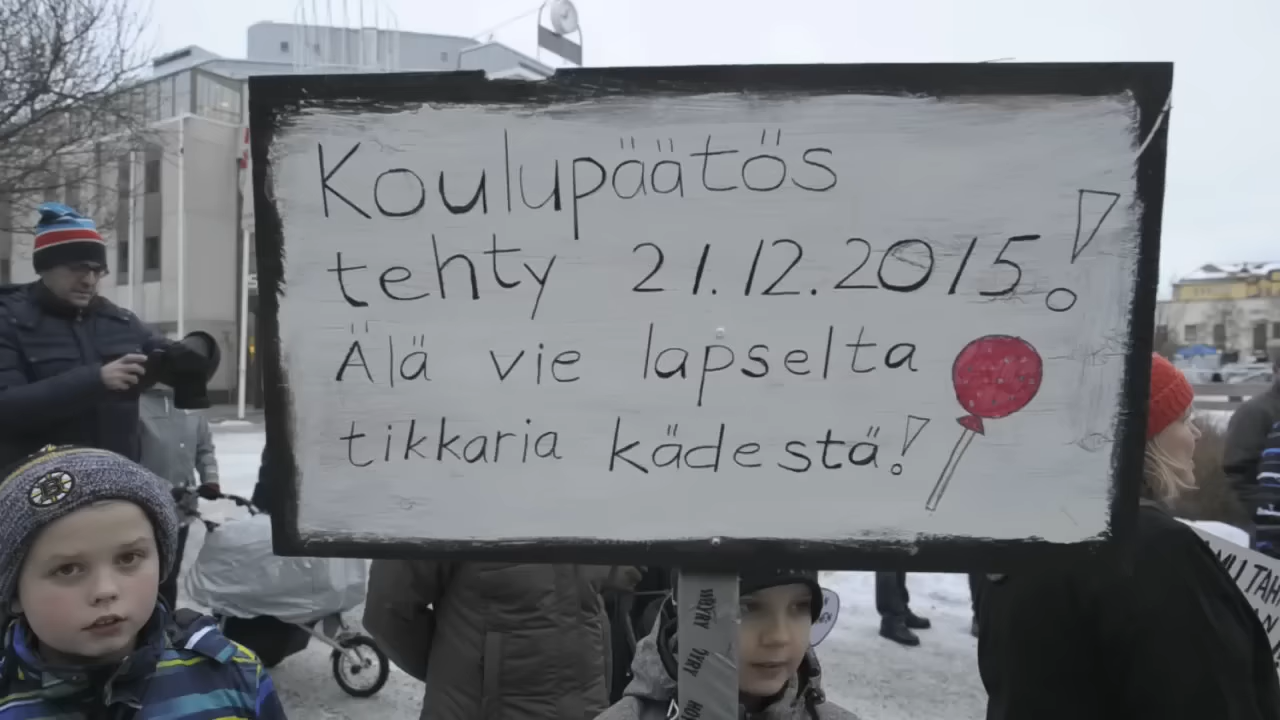 Koulupäätös
tehty 21.12.2015!
Älä vie lapselta
tikkaria kädestä!